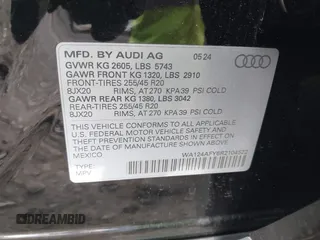 MFD. BY AUDI AG 05 24
GVWR KG 2605, LBS 5743
GAWR FRONT KG 1320, LBS 2910
FRONT-TIRES 255/45 R20
8JX20 RIMS, AT 270 KPA 39 PSI COLD
GAWR REAR KG 1380, LBS 3042
REAR-TIRES 255/45 R20
8JX20 RIMS, AT 270 KPA 39 PSI COLD
THIS VEHICLE CONFORMS TO ALL APPLICABLE
U.S. FEDERAL MOTOR VEHICLE SAFETY
BUMPER, AND THEFT PREVENTION STANDARDS
IN EFFECT ON THE DATE OF MANUFACTURE
SHOWN ABOVE
MEXICO
TYPE:
MPV
DREAMBID